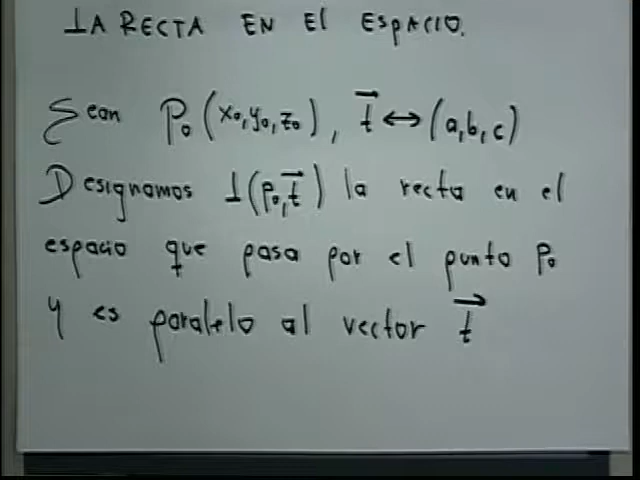 LA RECTA EN El ESPACIO.
Sean P₀(x₀,y₀,z₀), t⃗ ↔ (a,b,c)
Designamos L(P₀,t⃗) la recta en el
espacio que pasa por el punto P₀
y es paralelo al vector t⃗